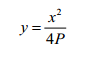 y = x²/4P